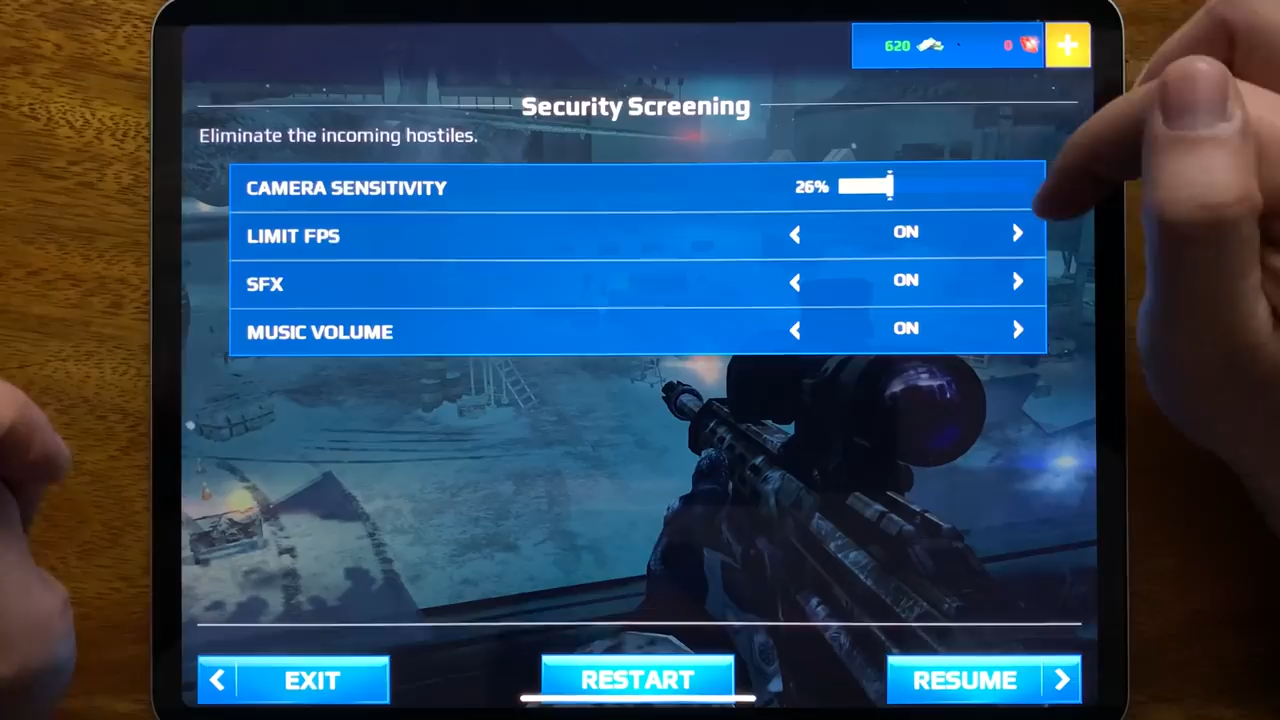 620 0
Security Screening
Eliminate the incoming hostiles.
CAMERA SENSITIVITY 26%
LIMIT FPS ON
SFX ON
MUSIC VOLUME ON
EXIT RESTART RESUME